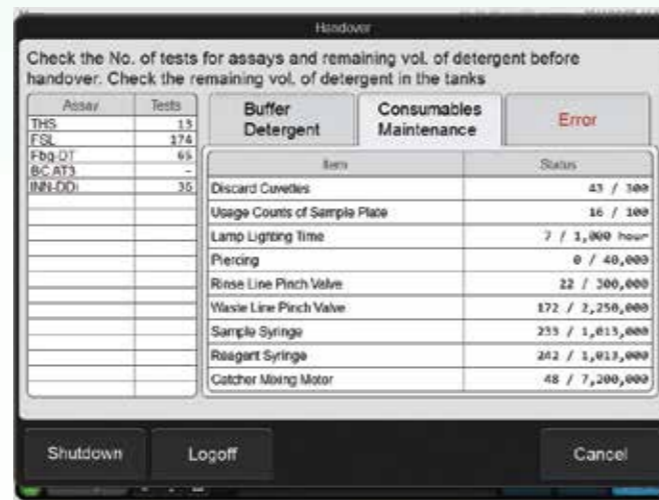 Handover
Check the No. of tests for assays and remaining vol. of detergent before
handover. Check the remaining vol. of detergent in the tanks
Assay Tests
THS 13
FSL 174
Fbg-DT 65
BC AT3 -
INN-DDi 36
Buffer
Detergent
Consumables
Maintenance
Error
Item Status
Discard Cuvettes 43 / 300
Usage Counts of Sample Plate 16 / 100
Lamp Lighting Time 7 / 1,000 hour
Piercing 0 / 40,000
Rinse Line Pinch Valve 22 / 300,000
Waste Line Pinch Valve 172 / 2,250,000
Sample Syringe 233 / 1,013,000
Reagent Syringe 242 / 1,013,000
Catcher Mixing Motor 48 / 7,200,000
Shutdown Logoff Cancel